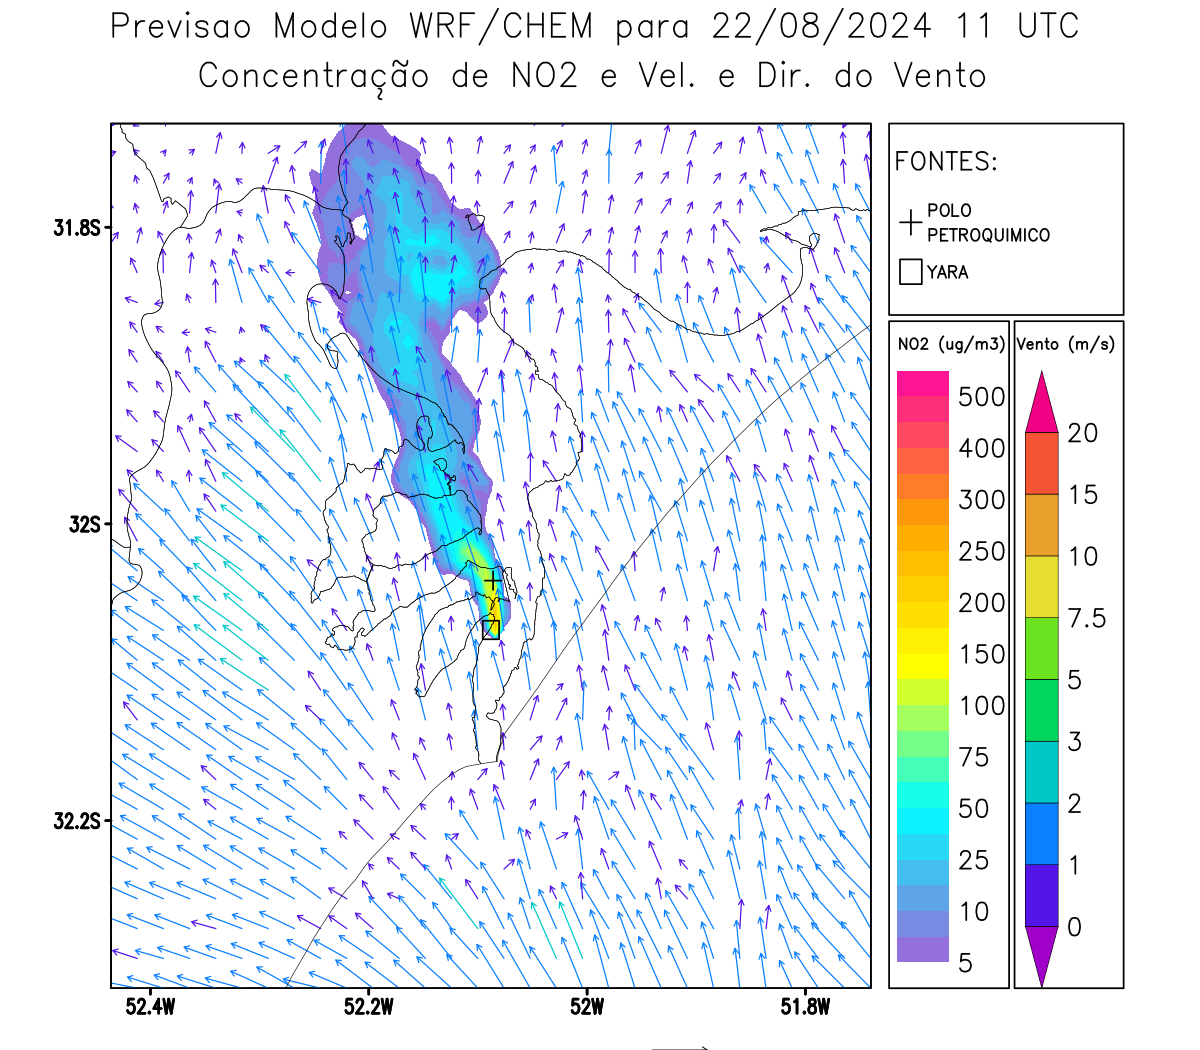 Previsao Modelo WRF/CHEM para 22/08/2024 11 UTC
Concentração de NO2 e Vel. e Dir. do Vento
FONTES:
POLO
PETROQUIMICO
YARA
NO2 (ug/m3)
500
400
300
250
200
150
100
75
50
25
10
5
Vento (m/s)
20
15
10
7.5
5
3
2
1
0
31.8S
32S
32.2S
52.4W
52.2W
52W
51.8W